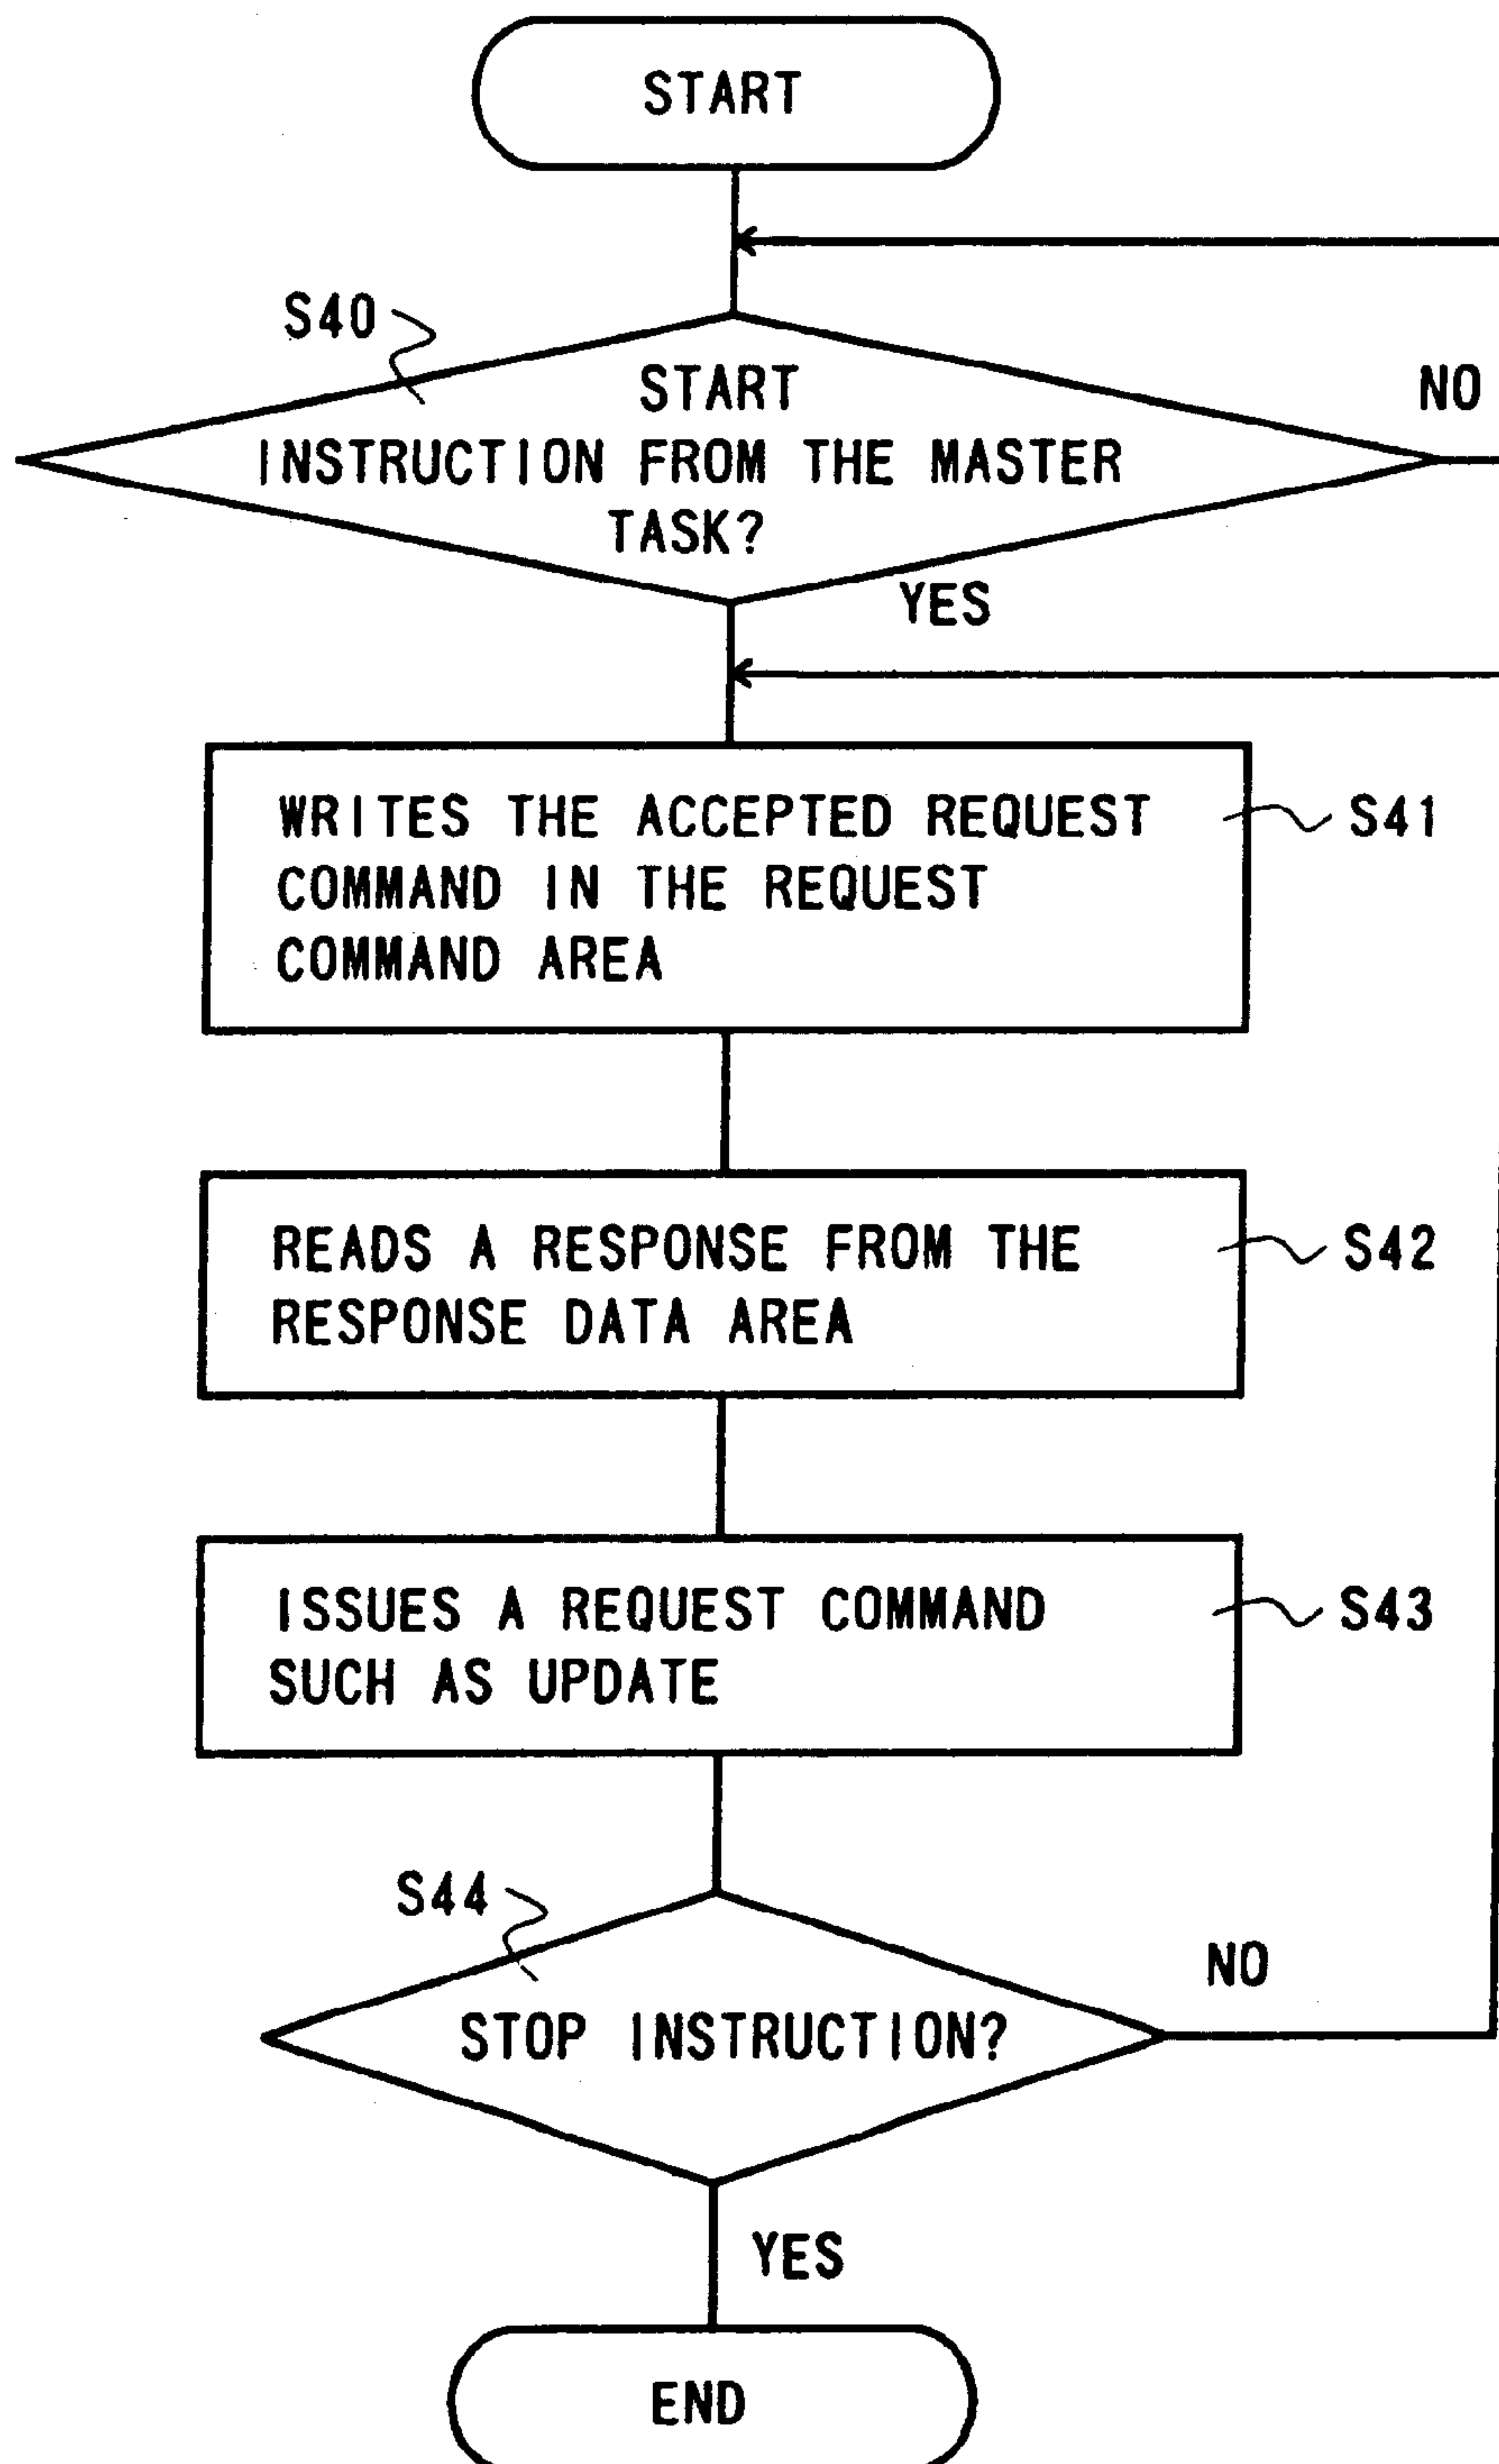 START
S40
START
NO
INSTRUCTION FROM THE MASTER
TASK?
YES
WRITES THE ACCEPTED REQUEST
COMMAND IN THE REQUEST
COMMAND AREA
S41
READS A RESPONSE FROM THE
RESPONSE DATA AREA
S42
ISSUES A REQUEST COMMAND
SUCH AS UPDATE
S43
S44
NO
STOP INSTRUCTION?
YES
END